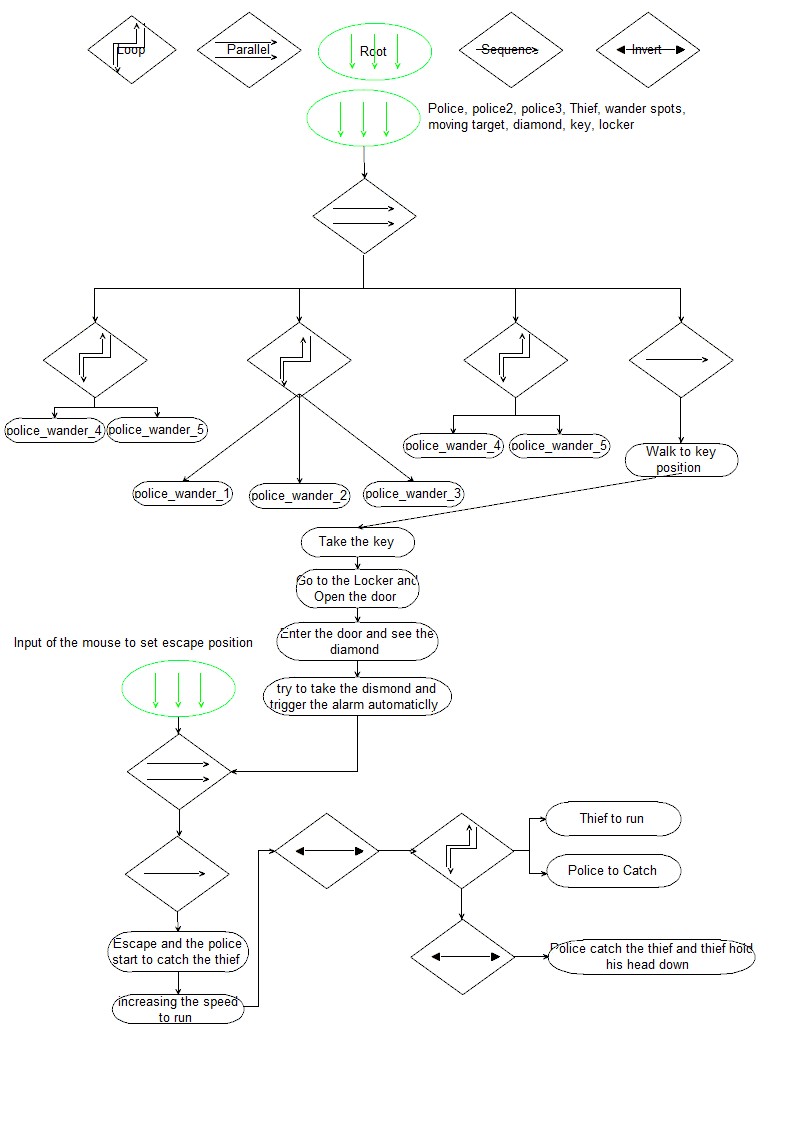 Loop
Parallel
Root
Sequence
Invert
Police, police2, police3, Thief, wander spots,
moving target, diamond, key, locker
police_wander_4
police_wander_5
police_wander_4
police_wander_5
Walk to key
position
police_wander_1
police_wander_2
police_wander_3
Take the key
Go to the Locker and
Open the door
Enter the door and see the
diamond
Input of the mouse to set escape position
try to take the dismond and
trigger the alarm automaticlly
Thief to run
Police to Catch
Escape and the police
start to catch the thief
Police catch the thief and thief hold
his head down
increasing the speed
to run